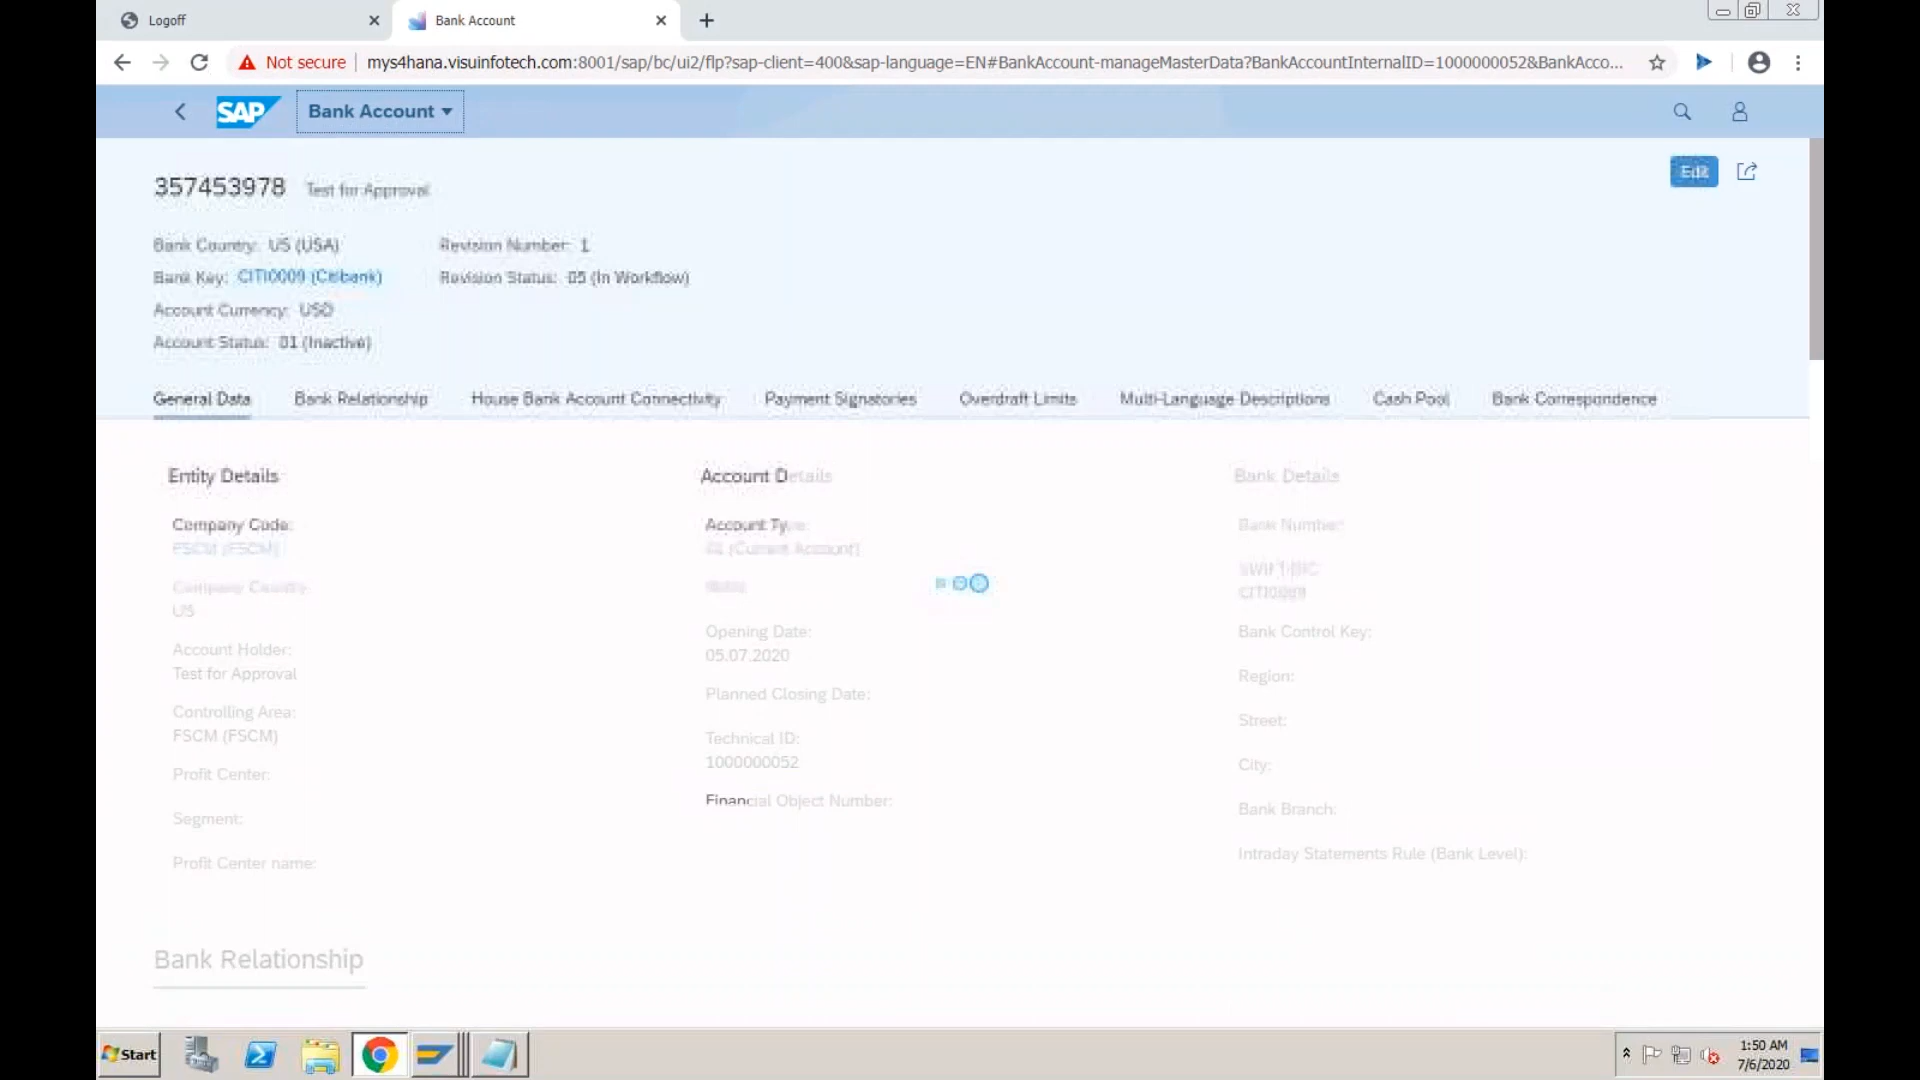 Logoff
Bank Account
Not secure
mys4hana.visuinfotech.com:8001/sap/bc/ui2/flp?sap-client=400&sap-language=EN#BankAccount-manageMasterData?BankAccountInternalID=1000000052&BankAcco...
SAP
Bank Account
357453978 Test for Approval
Edit
Bank Country: US (USA)
Revision Number: 1
Bank Key: CITI0009 (Citibank)
Revision Status: 05 (In Workflow)
Account Currency: USD
Account Status: 01 (Inactive)
General Data
Bank Relationship
House Bank Account Connectivity
Payment Signatories
Overdraft Limits
Multi-Language Descriptions
Cash Pool
Bank Correspondence
Entity Details
Company Code:
FSCM (FSCM)
Company Country:
US
Account Holder:
Test for Approval
Controlling Area:
FSCM (FSCM)
Profit Center:
Segment:
Profit Center name:
Account Details
Account Type:
(Current Account)
Opening Date:
05.07.2020
Planned Closing Date:
Technical ID:
1000000052
Financial Object Number:
Bank Details
Bank Number:
SWIFT/BIC:
CITI0009
Bank Control Key:
Region:
Street:
City:
Bank Branch:
Intraday Statements Rule (Bank Level):
Bank Relationship
Start
1:50 AM
7/6/2020